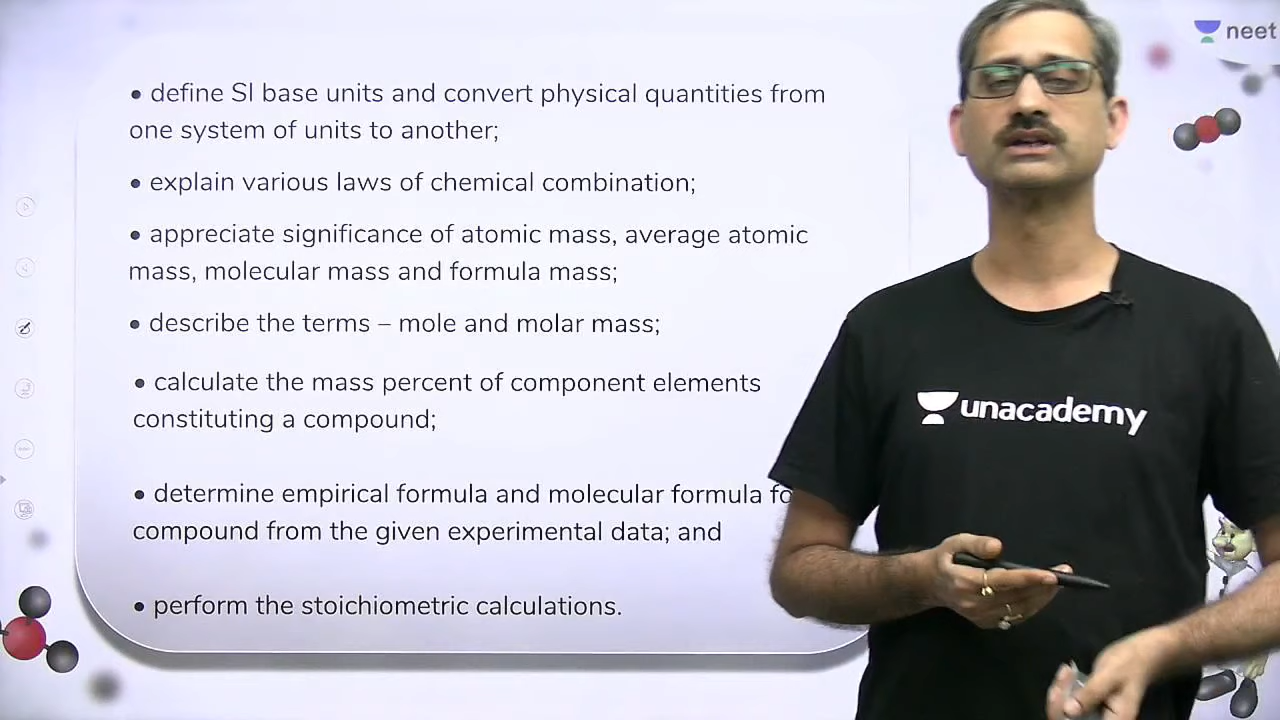 • define SI base units and convert physical quantities from
one system of units to another;
• explain various laws of chemical combination;
• appreciate significance of atomic mass, average atomic
mass, molecular mass and formula mass;
• describe the terms – mole and molar mass;
• calculate the mass percent of component elements
constituting a compound;
• determine empirical formula and molecular formula
compound from the given experimental data; and
• perform the stoichiometric calculations.
neet
unacademy